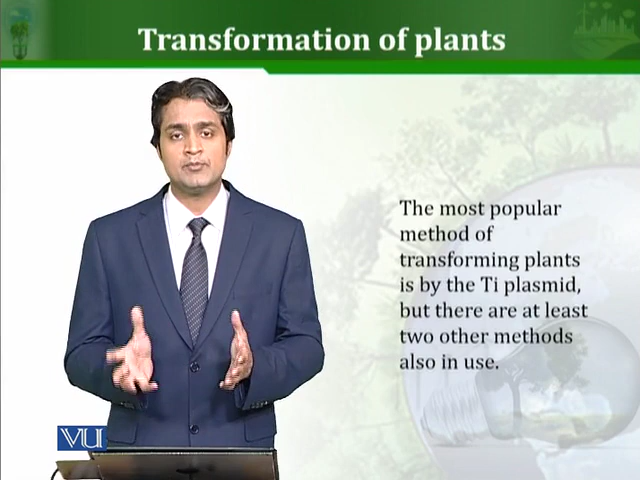 Transformation of plants
The most popular
method of
transforming plants
is by the Ti plasmid,
but there are at least
two other methods
also in use.
VU